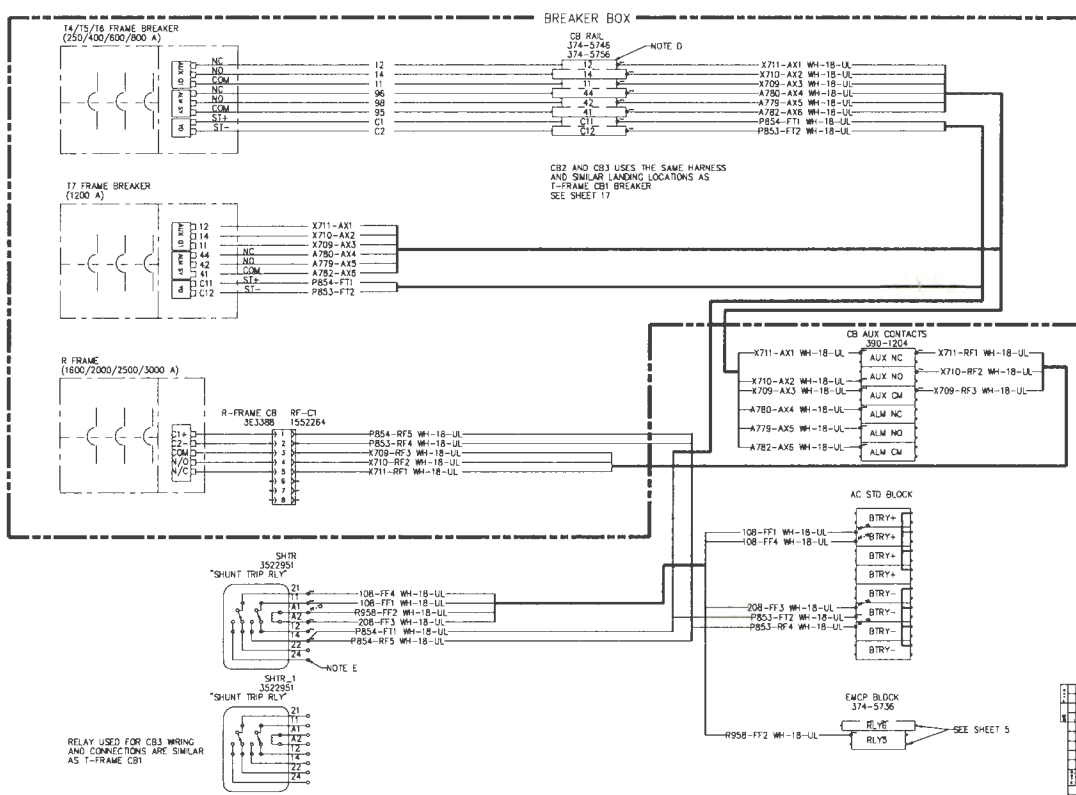 BREAKER BOX
T4/T5/T6 FRAME BREAKER
(250/400/600/800 A)
CB RAIL
374-5746
374-5756
NOTE D
NC 12 12 X711-AX1 WH-18-UL
NO 14 14 X710-AX2 WH-18-UL
COM 11 11 X709-AX3 WH-18-UL
NC 96 44 A780-AX4 WH-18-UL
NO 98 42 A779-AX5 WH-18-UL
COM 95 41 A782-AX6 WH-18-UL
ST+ C1 C11 P854-FT1 WH-18-UL
ST- C2 C12 P853-FT2 WH-18-UL
CB2 AND CB3 USES THE SAME HARNESS
AND SIMILAR LANDING LOCATIONS AS
T-FRAME CB1 BREAKER
SEE SHEET 17
T7 FRAME BREAKER
(1200 A)
12 X711-AX1
14 X710-AX2
11 X709-AX3
44 NC A780-AX4
42 NO A779-AX5
41 COM A782-AX6
C11 ST+ P854-FT1
C12 ST- P853-FT2
CB AUX CONTACTS
390-1204
X711-AX1 WH-18-UL AUX NC X711-RF1 WH-18-UL
X710-AX2 WH-18-UL AUX NO X710-RF2 WH-18-UL
X709-AX3 WH-18-UL AUX CM X709-RF3 WH-18-UL
A780-AX4 WH-18-UL ALM NC
A779-AX5 WH-18-UL ALM NO
A782-AX6 WH-18-UL ALM CM
R FRAME
(1600/2000/2500/3000 A)
R-FRAME CB RF-C1
3E3388 1552264
C1+ 1 P854-RF5 WH-18-UL
C2- 2 P853-RF4 WH-18-UL
COM 3 X709-RF3 WH-18-UL
N/O 4 X710-RF2 WH-18-UL
N/C 5 X711-RF1 WH-18-UL
6
7
8
AC STD BLOCK
BTRY+
108-FF1 WH-18-UL BTRY+
108-FF4 WH-18-UL
BTRY+
BTRY+
BTRY-
208-FF3 WH-18-UL
P853-FT2 WH-18-UL BTRY-
P853-RF4 WH-18-UL
BTRY-
BTRY-
SHTR
3522951
"SHUNT TRIP RLY"
21 108-FF4 WH-18-UL
11 108-FF1 WH-18-UL
A1 R958-FF2 WH-18-UL
A2 208-FF3 WH-18-UL
12 P854-FT1 WH-18-UL
14 P854-RF5 WH-18-UL
22
24
NOTE E
SHTR_1
3522951
"SHUNT TRIP RLY"
21
11
A1
A2
12
14
22
24
RELAY USED FOR CB3 WIRING
AND CONNECTIONS ARE SIMILAR
AS T-FRAME CB1
EMCP BLOCK
374-5736
RLY6
R958-FF2 WH-18-UL RLY5
SEE SHEET 5